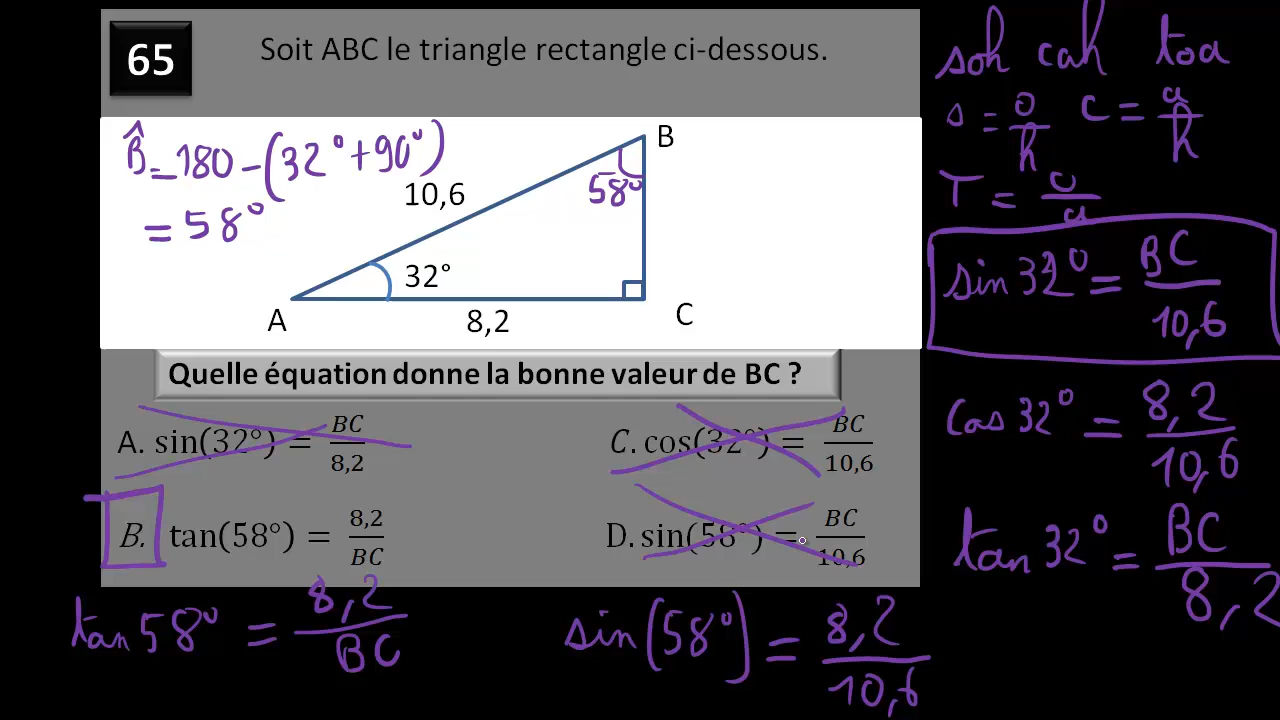 65
Soit ABC le triangle rectangle ci-dessous.
soh cah toa
s = o/h c = a/h
T = o/a
B̂ = 180 - (32° + 90°)
= 58°
10,6
B
58°
32°
A
8,2
C
sin 32° = BC/10,6
Quelle équation donne la bonne valeur de BC ?
A. sin(32°) = BC/8,2
C. cos(32°) = BC/10,6
cos 32° = 8,2/10,6
B. tan(58°) = 8,2/BC
D. sin(58°) = BC/10,6
tan 32° = BC/8,2
tan 58° = 8,2/BC
sin(58°) = 8,2/10,6